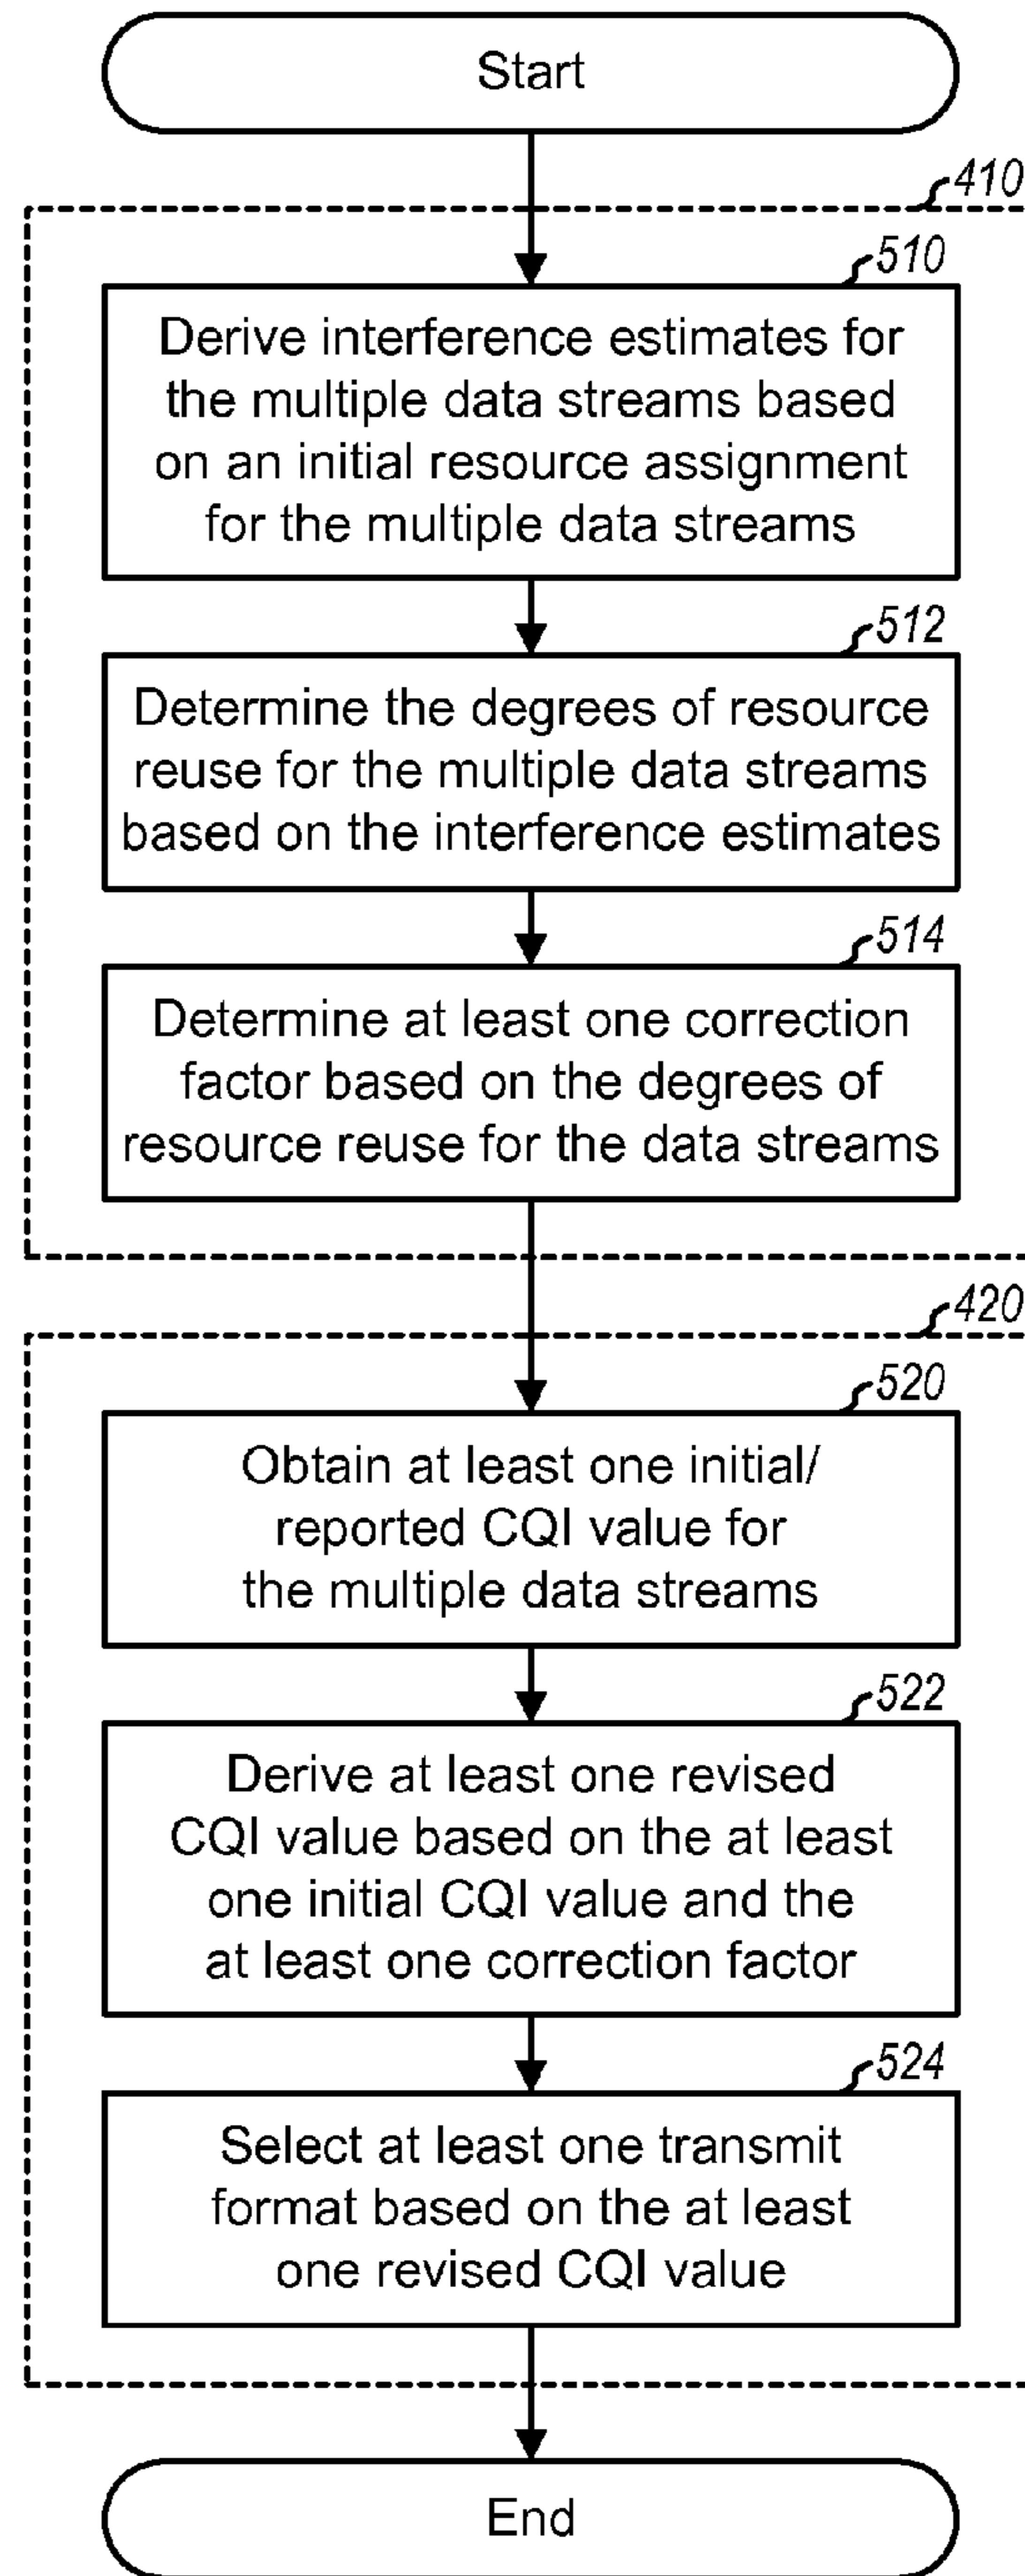 Start
410
510
Derive interference estimates for
the multiple data streams based
on an initial resource assignment
for the multiple data streams
512
Determine the degrees of resource
reuse for the multiple data streams
based on the interference estimates
514
Determine at least one correction
factor based on the degrees of
resource reuse for the data streams
420
520
Obtain at least one initial/
reported CQI value for
the multiple data streams
522
Derive at least one revised
CQI value based on the at least
one initial CQI value and the
at least one correction factor
524
Select at least one transmit
format based on the at least
one revised CQI value
End